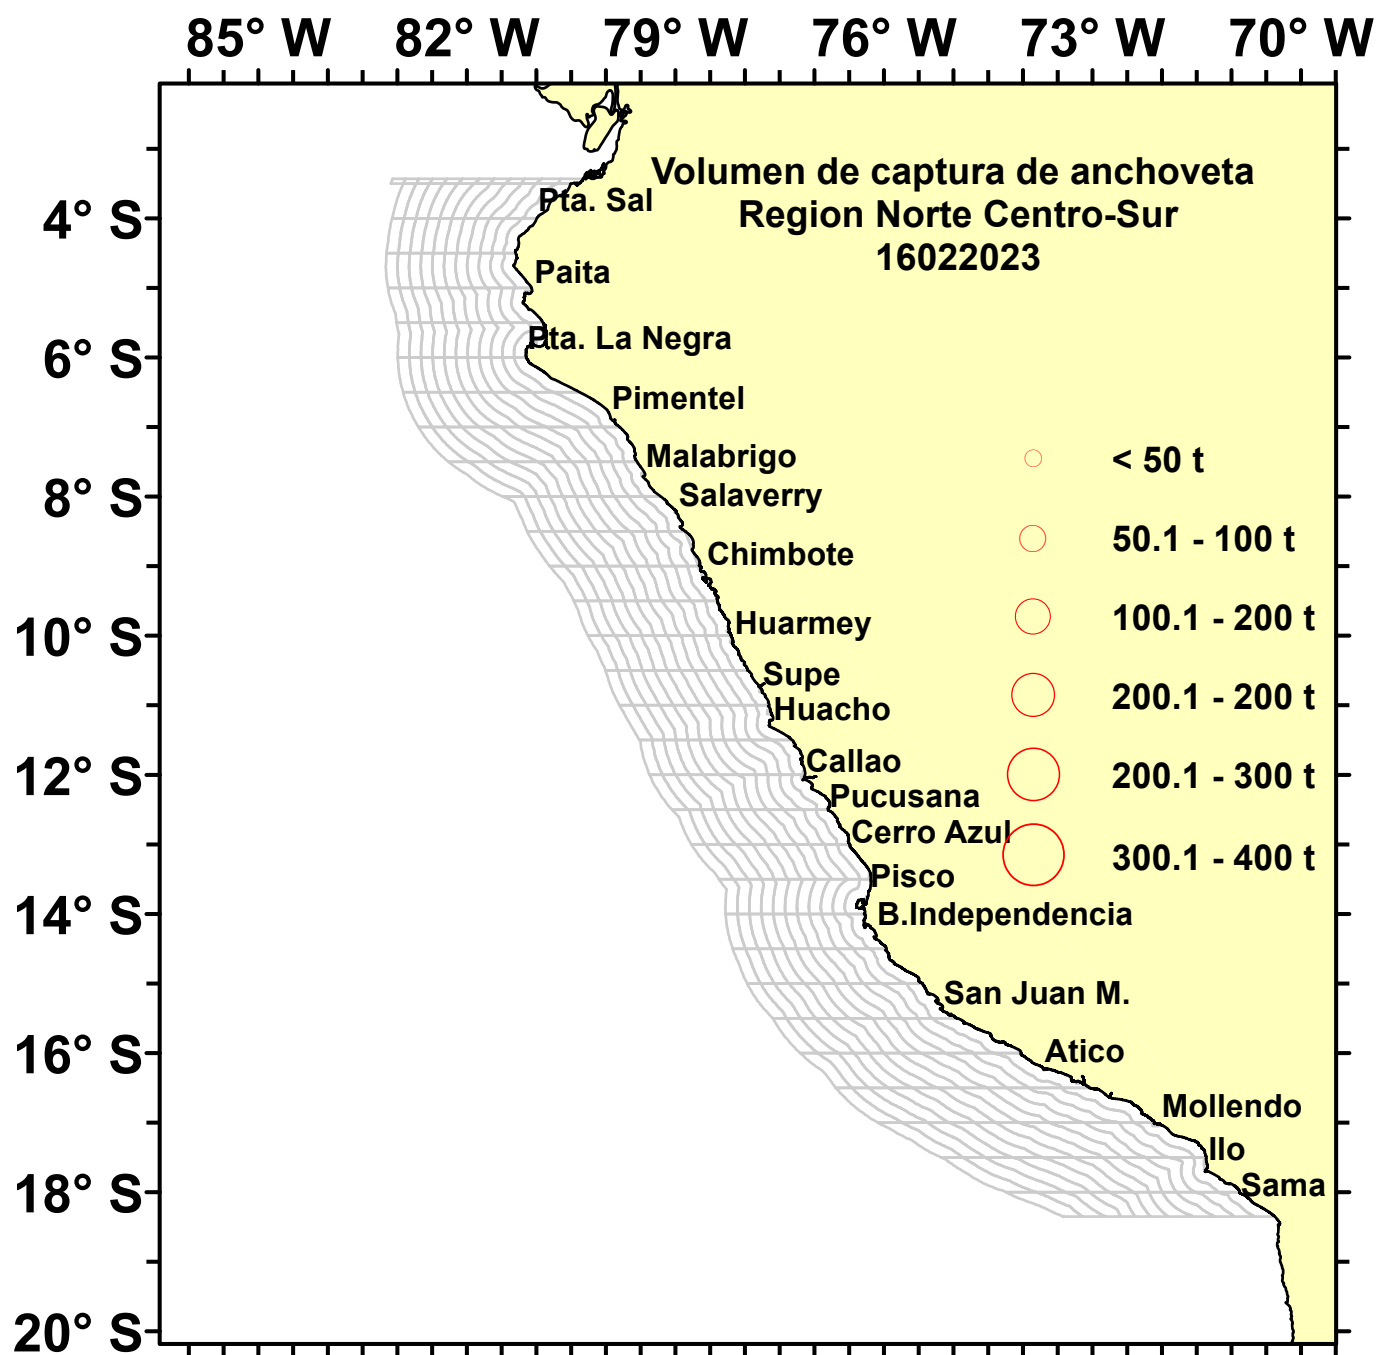 85° W 82° W 79° W 76° W 73° W 70° W
Volumen de captura de anchoveta
Region Norte Centro-Sur
16022023
4° S
6° S
8° S
10° S
12° S
14° S
16° S
18° S
20° S
Pta. Sal
Paita
Pta. La Negra
Pimentel
Malabrigo
Salaverry
Chimbote
Huarmey
Supe
Huacho
Callao
Pucusana
Cerro Azul
Pisco
B.Independencia
San Juan M.
Atico
Mollendo
Ilo
Sama
< 50 t
50.1 - 100 t
100.1 - 200 t
200.1 - 200 t
200.1 - 300 t
300.1 - 400 t